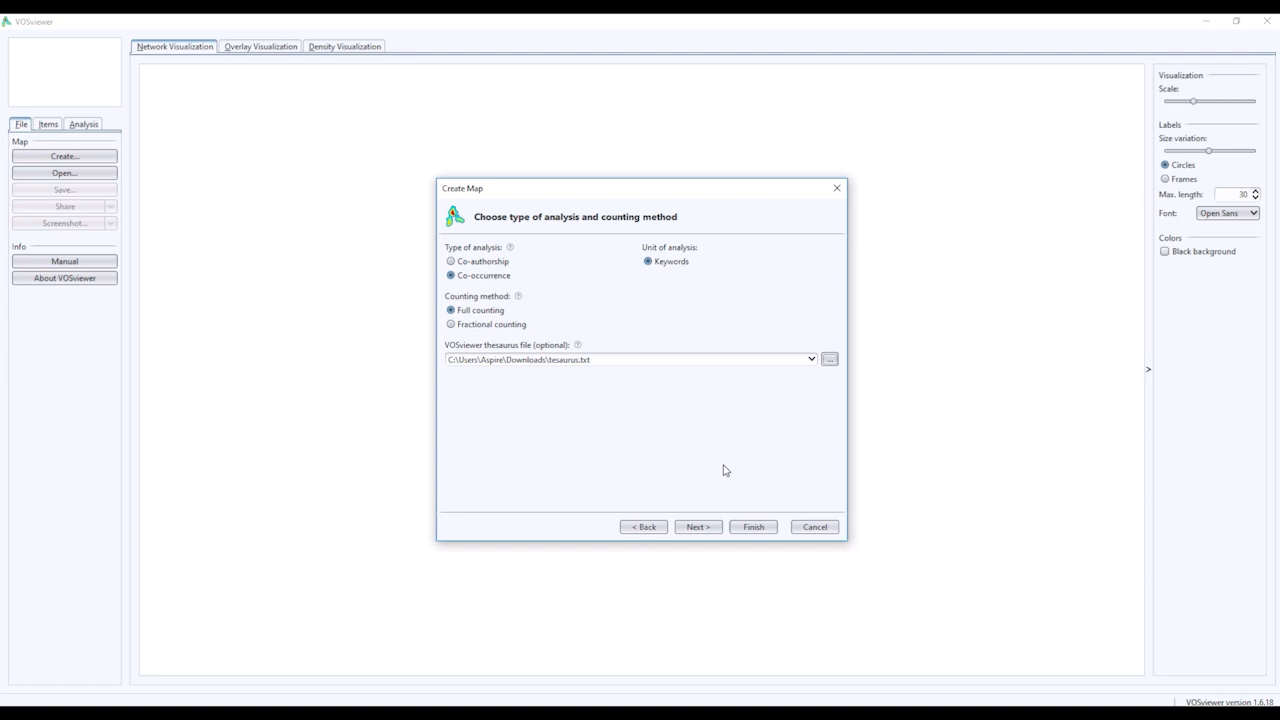 VOSviewer
Network Visualization
Overlay Visualization
Density Visualization
File
Items
Analysis
Map
Create...
Open...
Save...
Share
Screenshot...
Info
Manual
About VOSviewer
Create Map
Choose type of analysis and counting method
Type of analysis: ?
Unit of analysis:
Co-authorship
Keywords
Co-occurrence
Counting method: ?
Full counting
Fractional counting
VOSviewer thesaurus file (optional): ?
C:\Users\Aspire\Downloads\tesaurus.txt
...
< Back
Next >
Finish
Cancel
>
Visualization
Scale:
Labels
Size variation:
Circles
Frames
Max. length: 30
Font: Open Sans
Colors
Black background
VOSviewer version 1.6.18